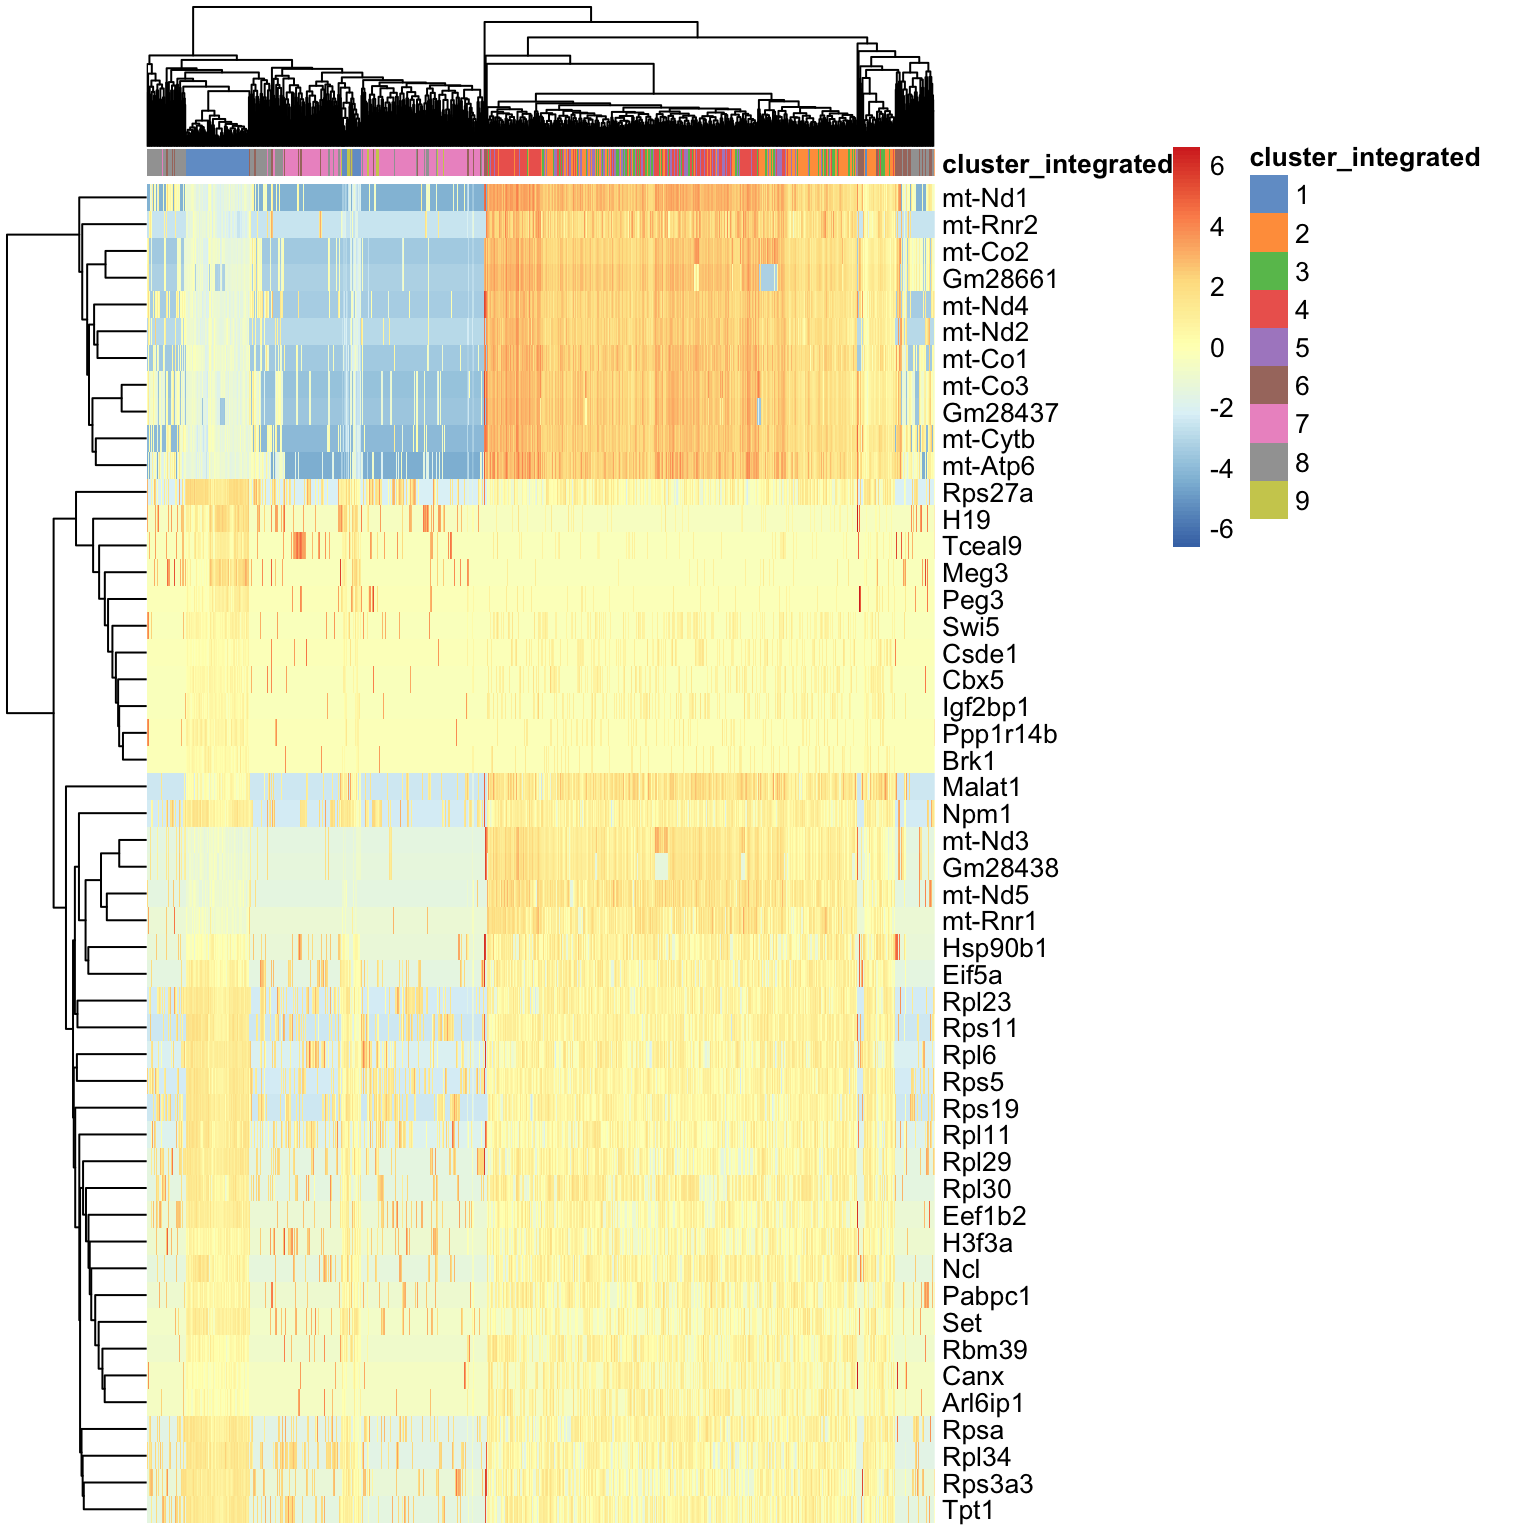 cluster_integrated
mt-Nd1
mt-Rnr2
mt-Co2
Gm28661
mt-Nd4
mt-Nd2
mt-Co1
mt-Co3
Gm28437
mt-Cytb
mt-Atp6
Rps27a
H19
Tceal9
Meg3
Peg3
Swi5
Csde1
Cbx5
Igf2bp1
Ppp1r14b
Brk1
Malat1
Npm1
mt-Nd3
Gm28438
mt-Nd5
mt-Rnr1
Hsp90b1
Eif5a
Rpl23
Rps11
Rpl6
Rps5
Rps19
Rpl11
Rpl29
Rpl30
Eef1b2
H3f3a
Ncl
Pabpc1
Set
Rbm39
Canx
Arl6ip1
Rpsa
Rpl34
Rps3a3
Tpt1
6
4
2
0
-2
-4
-6
cluster_integrated
1
2
3
4
5
6
7
8
9